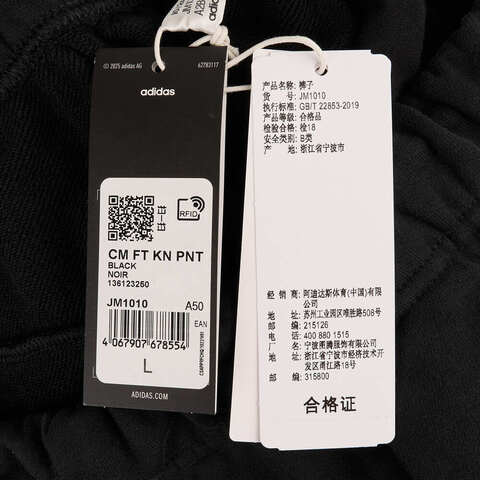 © 2025 adidas AG
62783117
adidas
RFID
CM FT KN PNT
BLACK
NOIR
136123250
JM1010
A50
EAN
4 067907 678554
L
ADIDAS.COM
产品名称: 裤子
货 号: JM1010
执行标准: GB/T 22853-2019
产品等级: 合格品
检验合格: 检18
安全类别: B类
产 地: 浙江省宁波市
经 销 商: 阿迪达斯体育(中国)有限
公司
地 址: 苏州工业园区唯胜路508号
邮 编: 215126
电 话: 400 880 1515
厂 名: 宁波图腾服饰有限公司
地 址: 浙江省宁波市经济技术开
发区甬江路18号
邮 编: 315800
合格证